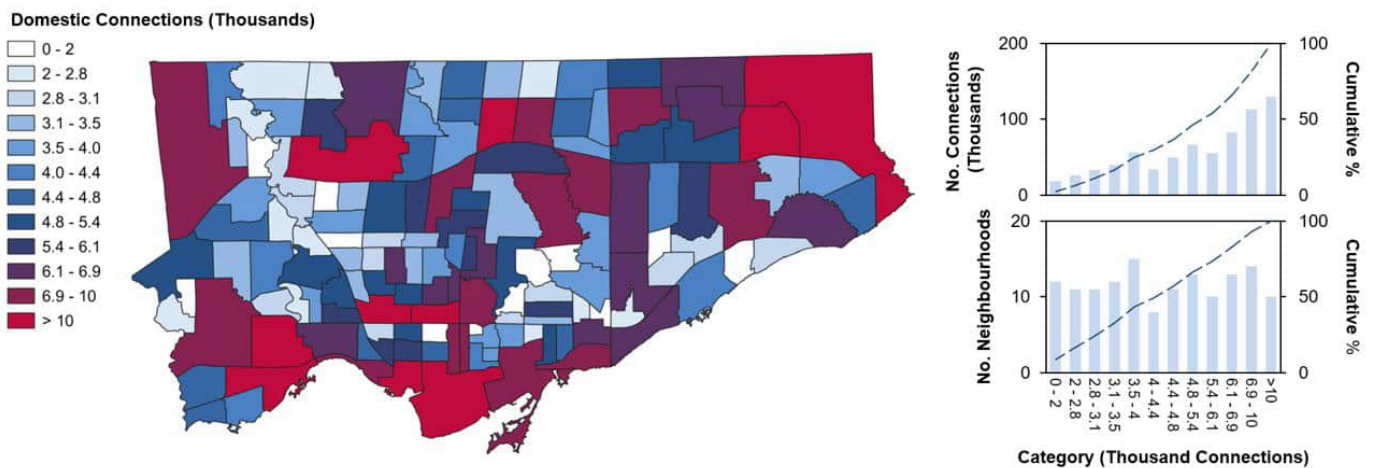 Domestic Connections (Thousands)
0 - 2
2 - 2.8
2.8 - 3.1
3.1 - 3.5
3.5 - 4.0
4.0 - 4.4
4.4 - 4.8
4.8 - 5.4
5.4 - 6.1
6.1 - 6.9
6.9 - 10
> 10
No. Connections
(Thousands)
200
100
0
100
50
0
Cumulative %
No. Neighbourhoods
20
10
0
100
50
0
Cumulative %
0 - 2
2 - 2.8
2.8 - 3.1
3.1 - 3.5
3.5 - 4
4 - 4.4
4.4 - 4.8
4.8 - 5.4
5.4 - 6.1
6.1 - 6.9
6.9 - 10
>10
Category (Thousand Connections)